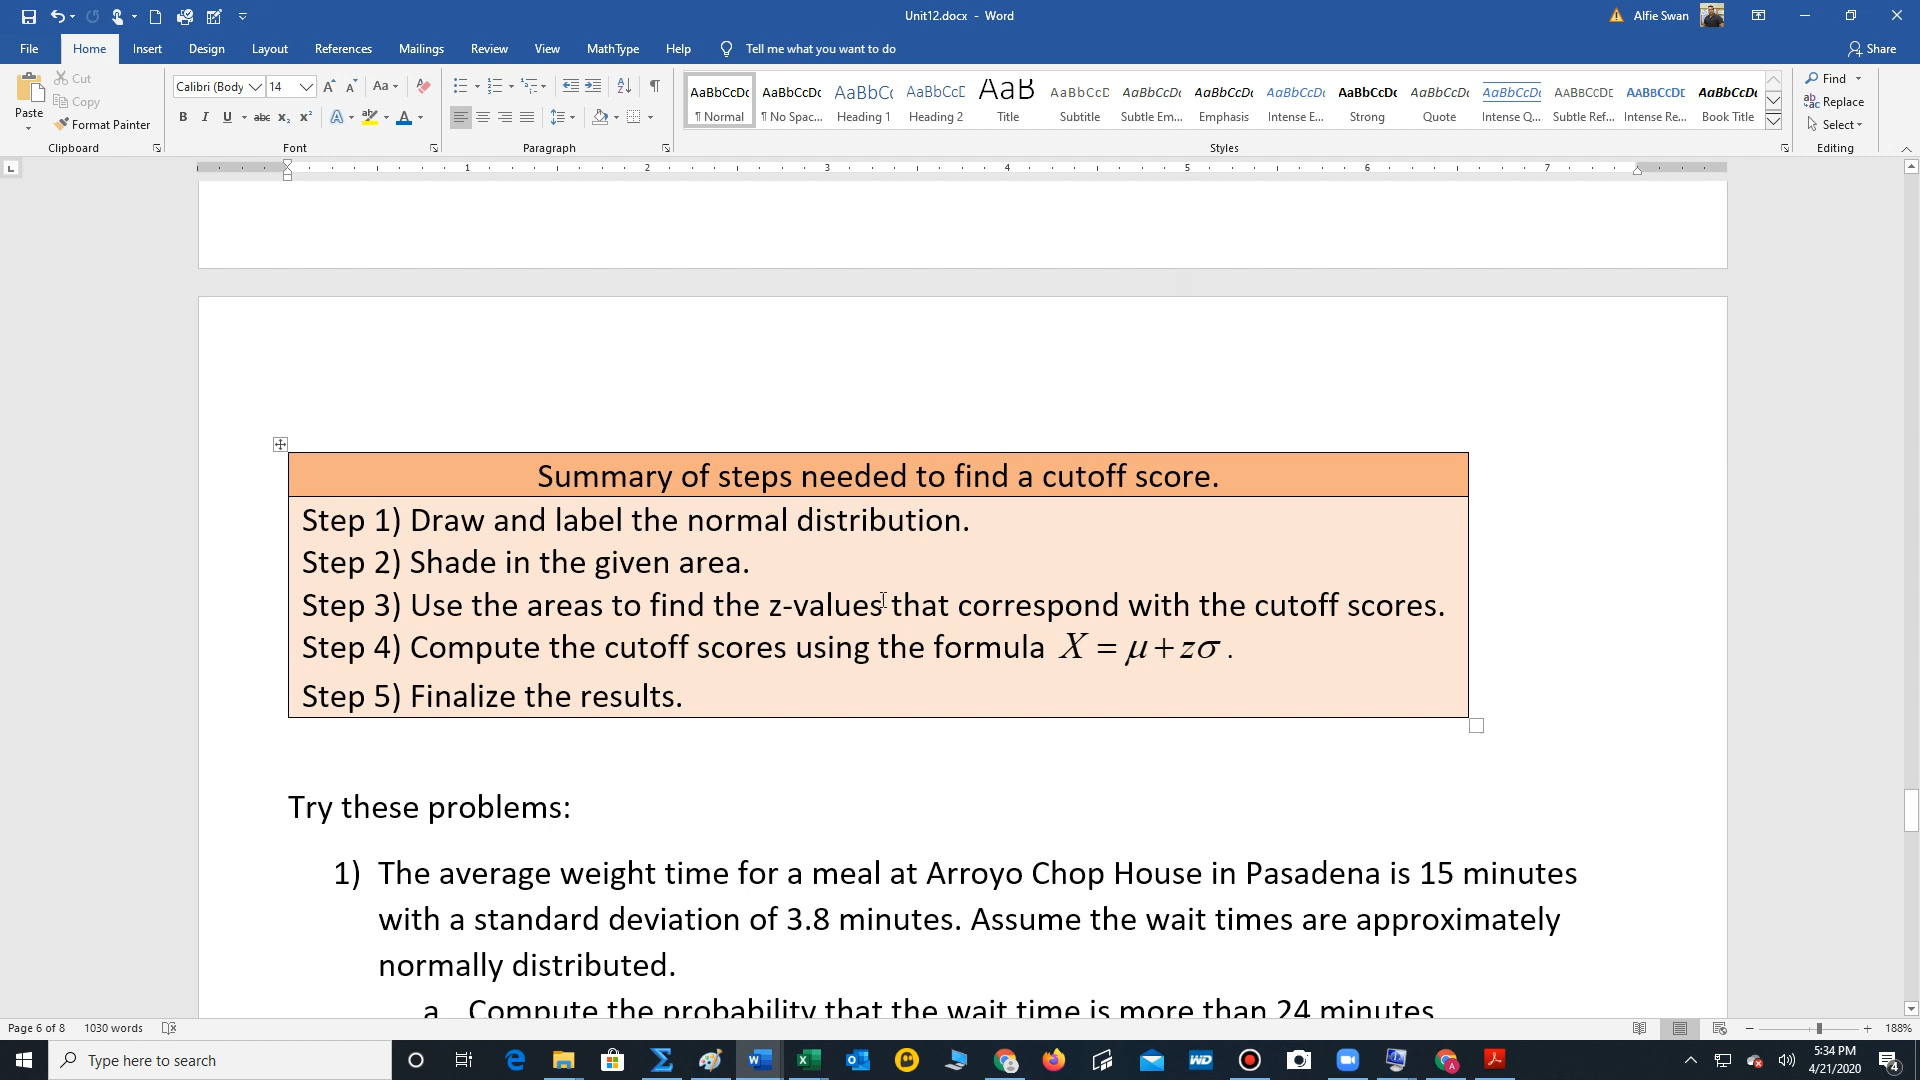 Unit12.docx - Word
Alfie Swan
File Home Insert Design Layout References Mailings Review View MathType Help Tell me what you want to do Share
Paste Cut Copy Format Painter
Calibri (Body 14
AaBbCcDc AaBbCcDc AaBbCc AaBbCcE AaB AaBbCcD AaBbCcDc AaBbCcDc AaBbCcDc AaBbCcDc AaBbCcDc AaBbCcDc AaBbCcDc AaBbCcDc AaBbCcDc
¶ Normal ¶ No Spac... Heading 1 Heading 2 Title Subtitle Subtle Em... Emphasis Intense E... Strong Quote Intense Q... Subtle Ref... Intense Re... Book Title
Find Replace Select
Clipboard Font Paragraph Styles Editing
1 2 3 4 5 6 7
Summary of steps needed to find a cutoff score.
Step 1) Draw and label the normal distribution.
Step 2) Shade in the given area.
Step 3) Use the areas to find the z-values that correspond with the cutoff scores.
Step 4) Compute the cutoff scores using the formula X = μ + zσ .
Step 5) Finalize the results.
Try these problems:
1) The average weight time for a meal at Arroyo Chop House in Pasadena is 15 minutes
with a standard deviation of 3.8 minutes. Assume the wait times are approximately
normally distributed.
a. Compute the probability that the wait time is more than 24 minutes.
Page 6 of 8 1030 words 188%
Type here to search
5:34 PM
4/21/2020
4